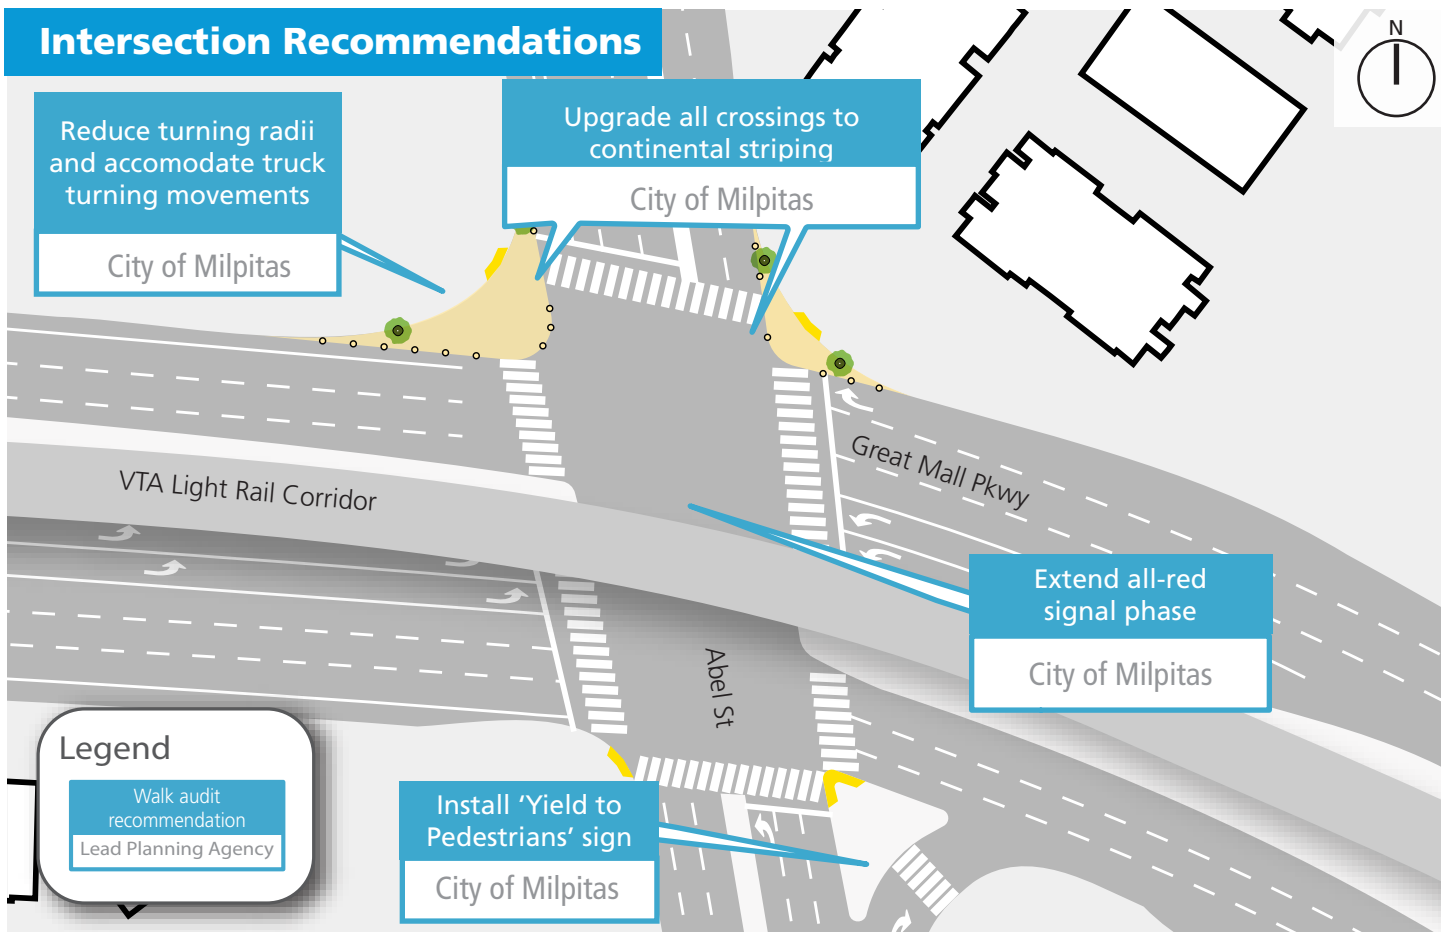 Intersection Recommendations
N
Reduce turning radii
and accomodate truck
turning movements
City of Milpitas
Upgrade all crossings to
continental striping
City of Milpitas
Great Mall Pkwy
VTA Light Rail Corridor
Extend all-red
signal phase
City of Milpitas
Abel St
Legend
Walk audit
recommendation
Lead Planning Agency
Install ‘Yield to
Pedestrians’ sign
City of Milpitas